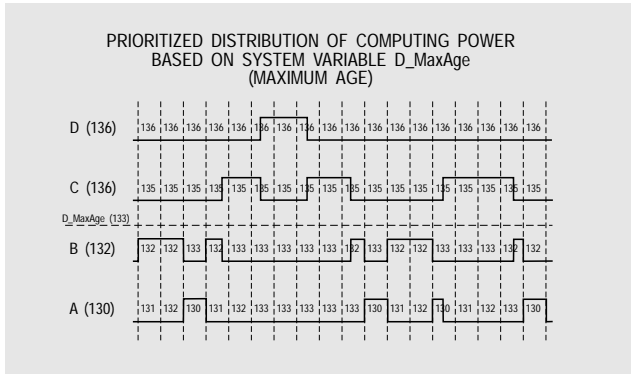 PRIORITIZED DISTRIBUTION OF COMPUTING POWER
BASED ON SYSTEM VARIABLE D_MaxAge
(MAXIMUM AGE)
D (136) 136 136 136 136 136 136 136 136 136 136 136 136 136 136 136 136 136 136
C (136) 135 135 135 135 135 135 135 135 135 135 135 135 135 135 135 135 135 135
D_MaxAge (133)
B (132) 132 132 133 132 133 133 133 133 133 132 133 132 132 133 133 133 132 132
A (130) 131 132 130 131 132 133 133 133 133 133 130 131 132 130 131 132 133 130